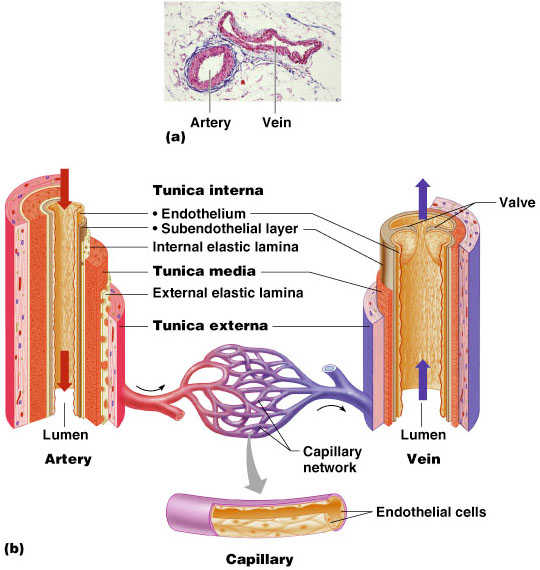 Artery
Vein
(a)
Tunica interna
• Endothelium
• Subendothelial layer
Internal elastic lamina
Tunica media
External elastic lamina
Tunica externa
Valve
Lumen
Artery
Capillary
network
Lumen
Vein
Endothelial cells
(b)
Capillary